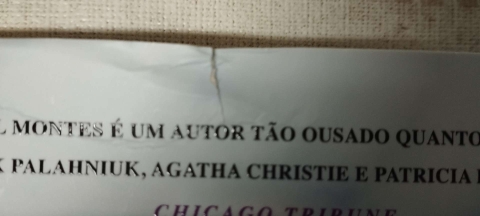 L MONTES É UM AUTOR TÃO OUSADO QUANTO
K PALAHNIUK, AGATHA CHRISTIE E PATRICIA
CHICAGO TRIBUNE